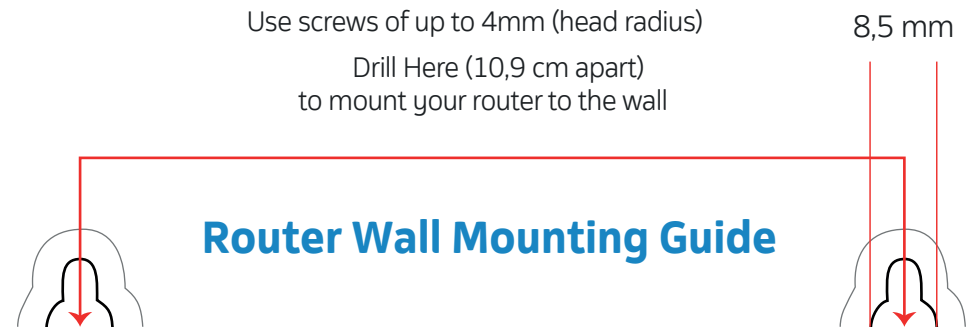 Use screws of up to 4mm (head radius)
8,5 mm
Drill Here (10,9 cm apart)
to mount your router to the wall
Router Wall Mounting Guide